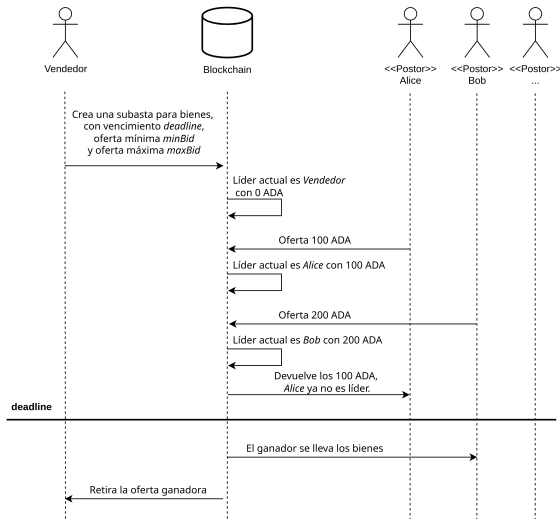 Vendedor
Blockchain
<<Postor>>
Alice
<<Postor>>
Bob
<<Postor>>
...
Crea una subasta para bienes,
con vencimiento deadline,
oferta mínima minBid
y oferta máxima maxBid
Líder actual es Vendedor
con 0 ADA
Oferta 100 ADA
Líder actual es Alice con 100 ADA
Oferta 200 ADA
Líder actual es Bob con 200 ADA
Devuelve los 100 ADA,
Alice ya no es líder.
deadline
El ganador se lleva los bienes
Retira la oferta ganadora